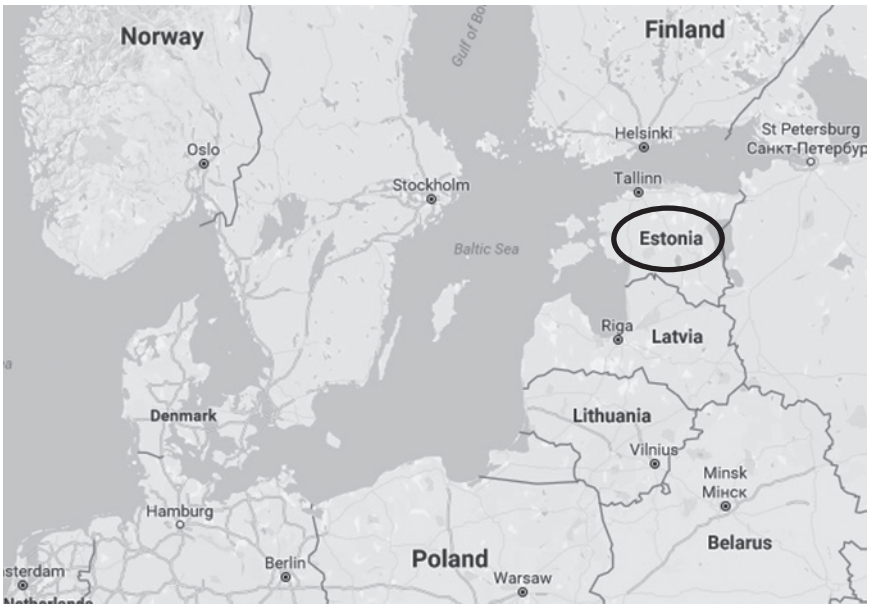 Norway
Finland
Gulf of Bo
Helsinki
St Petersburg
Санкт-Петербур
Oslo
Tallinn
Stockholm
Estonia
Baltic Sea
Riga
Latvia
Denmark
Lithuania
Vilnius
Minsk
Мінск
Hamburg
Belarus
Poland
Berlin
sterdam
Warsaw
Netherlands